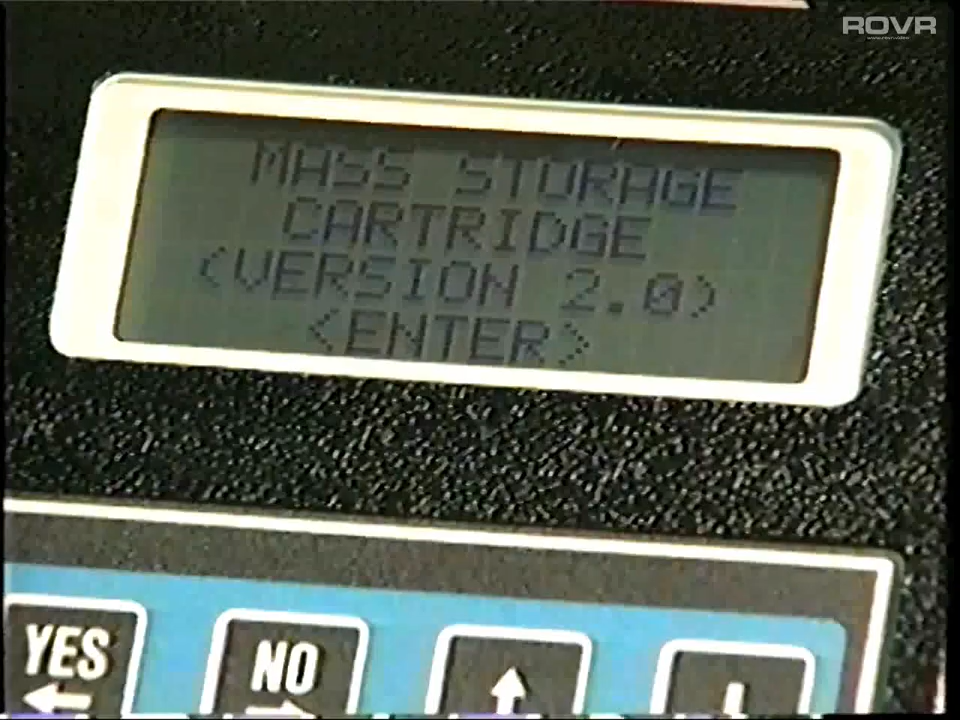 ROVR
MASS STORAGE
CARTRIDGE
(VERSION 2.0)
<ENTER>
YES
NO